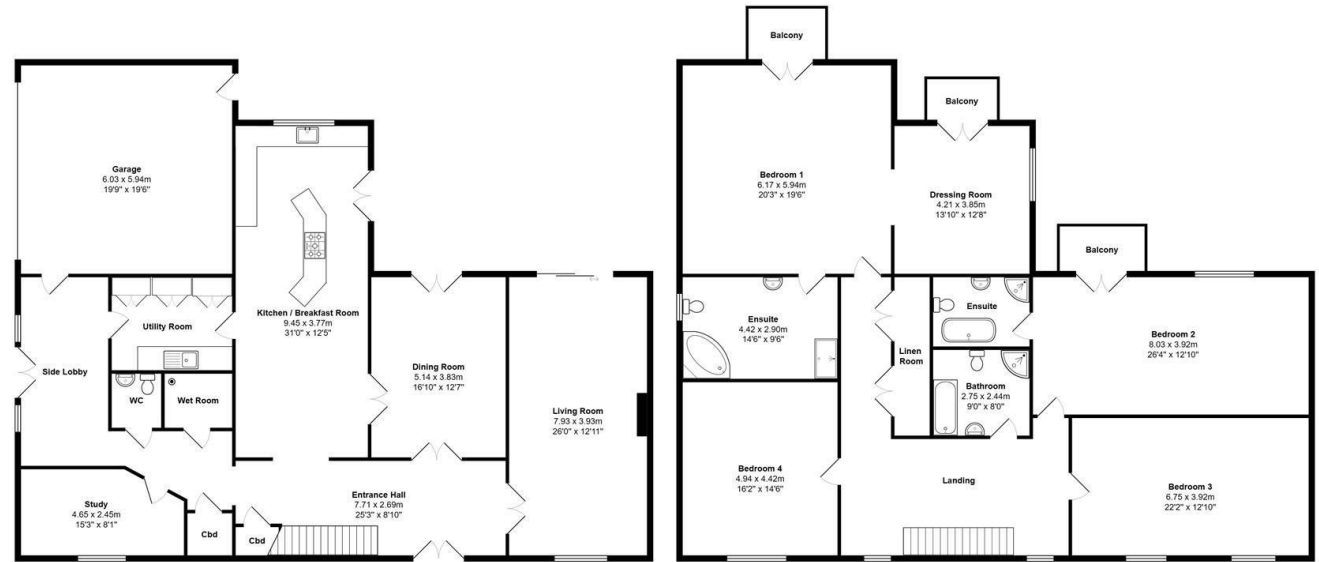 Garage
6.03 x 5.94m
19'9" x 19'6"
Kitchen / Breakfast Room
9.45 x 3.77m
31'0" x 12'5"
Utility Room
Side Lobby
WC
Wet Room
Dining Room
5.14 x 3.83m
16'10" x 12'7"
Living Room
7.93 x 3.93m
26'0" x 12'11"
Study
4.65 x 2.45m
15'3" x 8'1"
Cbd
Cbd
Entrance Hall
7.71 x 2.69m
25'3" x 8'10"
Balcony
Balcony
Bedroom 1
6.17 x 5.94m
20'3" x 19'6"
Dressing Room
4.21 x 3.85m
13'10" x 12'8"
Balcony
Ensuite
4.42 x 2.90m
14'6" x 9'6"
Linen
Room
Ensuite
Bathroom
2.75 x 2.44m
9'0" x 8'0"
Bedroom 2
8.03 x 3.92m
26'4" x 12'10"
Bedroom 4
4.94 x 4.42m
16'2" x 14'6"
Landing
Bedroom 3
6.75 x 3.92m
22'2" x 12'10"